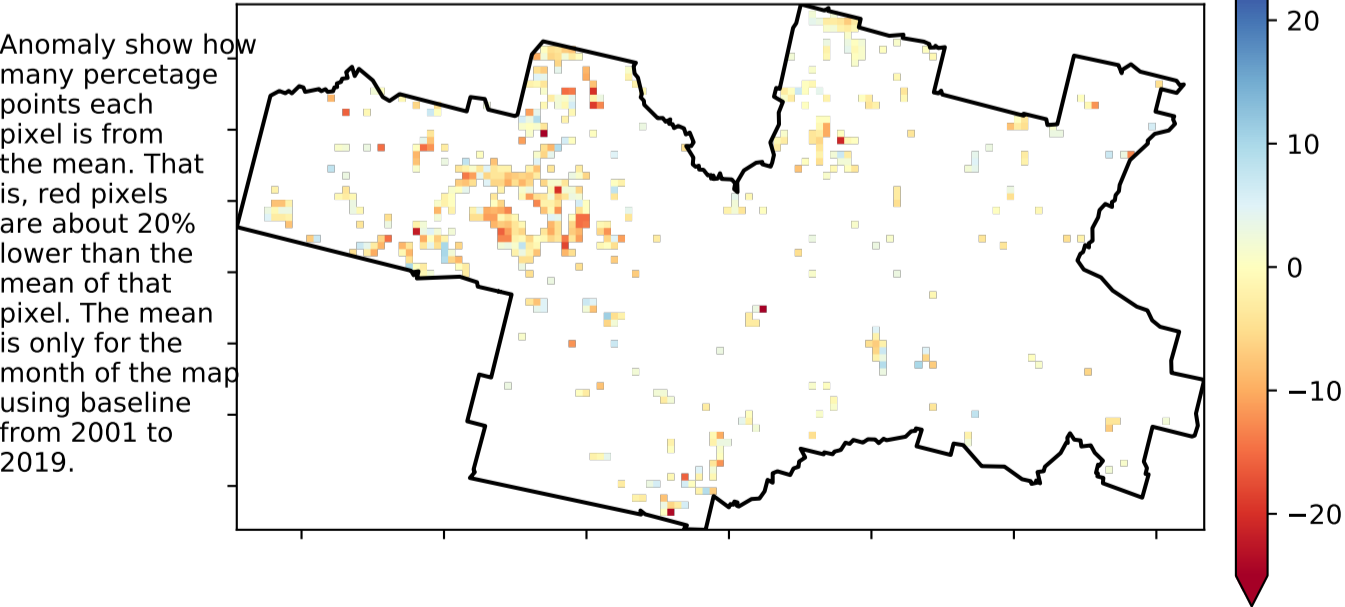 Anomaly show how
many percetage
points each
pixel is from
the mean. That
is, red pixels
are about 20%
lower than the
mean of that
pixel. The mean
is only for the
month of the map
using baseline
from 2001 to
2019.
20
10
0
−10
−20